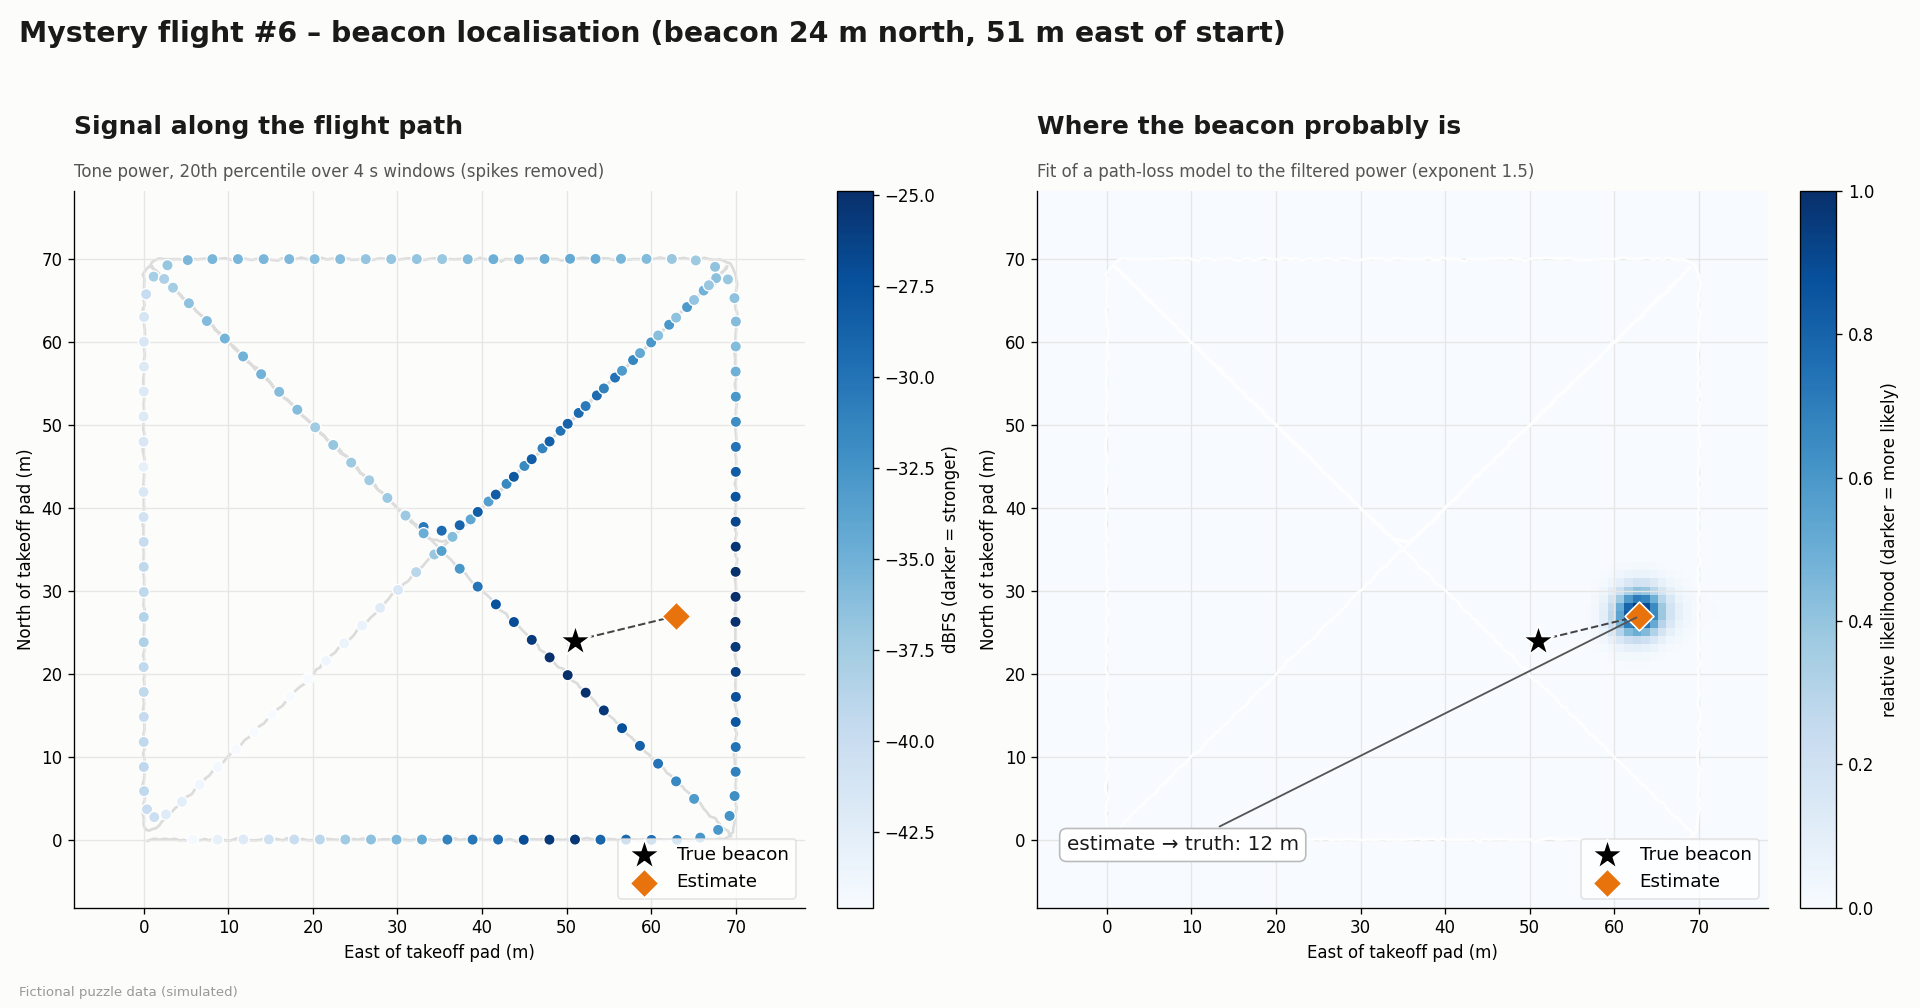 Mystery flight #6 – beacon localisation (beacon 24 m north, 51 m east of start)
Signal along the flight path
Tone power, 20th percentile over 4 s windows (spikes removed)
70
60
50
40
30
20
10
0
North of takeoff pad (m)
0 10 20 30 40 50 60 70
East of takeoff pad (m)
True beacon
Estimate
−25.0
−27.5
−30.0
−32.5
−35.0
−37.5
−40.0
−42.5
dBFS (darker = stronger)
Where the beacon probably is
Fit of a path-loss model to the filtered power (exponent 1.5)
70
60
50
40
30
20
10
0
North of takeoff pad (m)
estimate → truth: 12 m
0 10 20 30 40 50 60 70
East of takeoff pad (m)
True beacon
Estimate
1.0
0.8
0.6
0.4
0.2
0.0
relative likelihood (darker = more likely)
Fictional puzzle data (simulated)